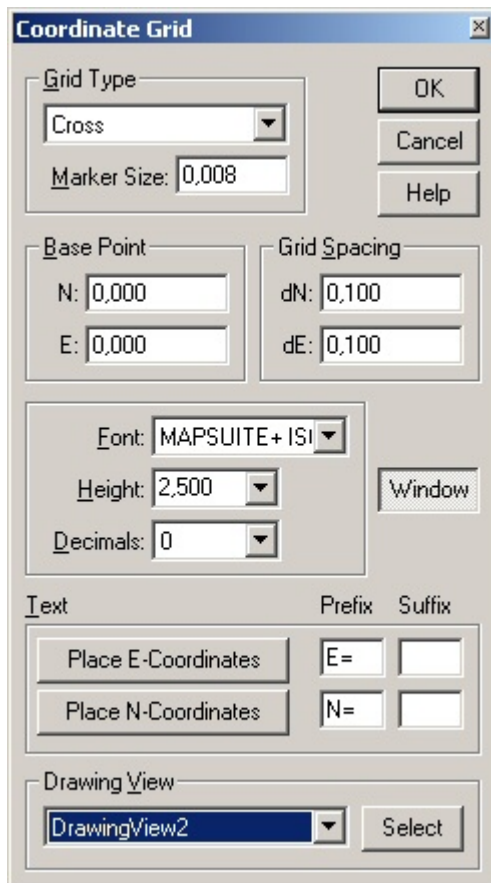 Coordinate Grid
Grid Type
Cross
Marker Size: 0,008
OK
Cancel
Help
Base Point
N: 0,000
E: 0,000
Grid Spacing
dN: 0,100
dE: 0,100
Font: MAPSUITE+ IS
Height: 2,500
Decimals: 0
Window
Text Prefix Suffix
Place E-Coordinates E=
Place N-Coordinates N=
Drawing View
DrawingView2 Select